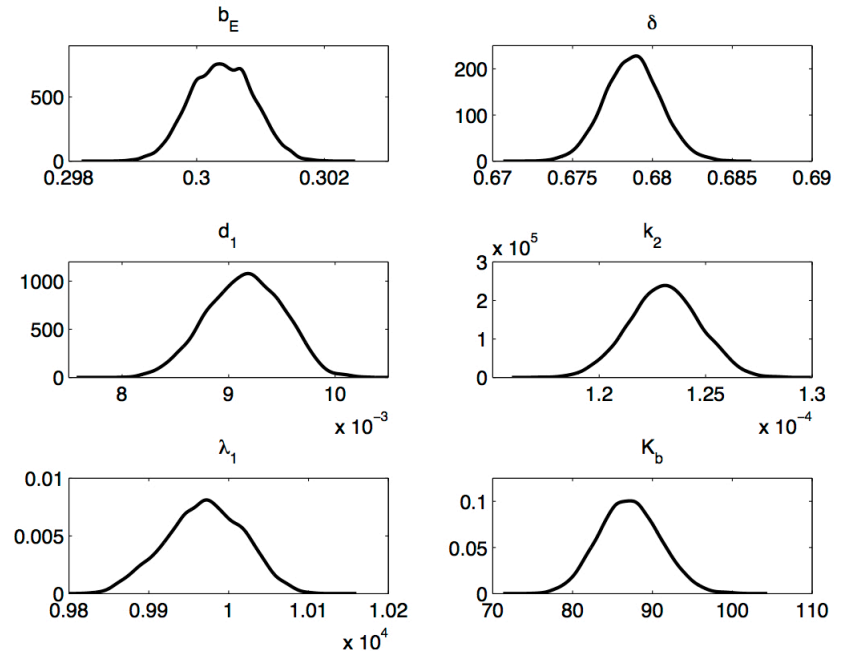 b_E
500
0
0.298 0.3 0.302
δ
200
100
0
0.67 0.675 0.68 0.685 0.69
d_1
1000
500
0
8 9 10
x 10^-3
k_2
x 10^5
3
2
1
0
1.2 1.25 1.3
x 10^-4
λ_1
0.01
0.005
0
0.98 0.99 1 1.01 1.02
x 10^4
K_b
0.1
0.05
0
70 80 90 100 110